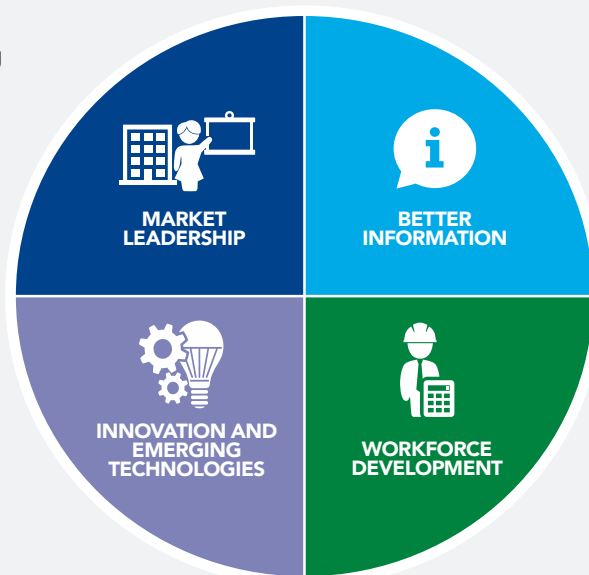 MARKET
LEADERSHIP
BETTER
INFORMATION
INNOVATION AND
EMERGING
TECHNOLOGIES
WORKFORCE
DEVELOPMENT